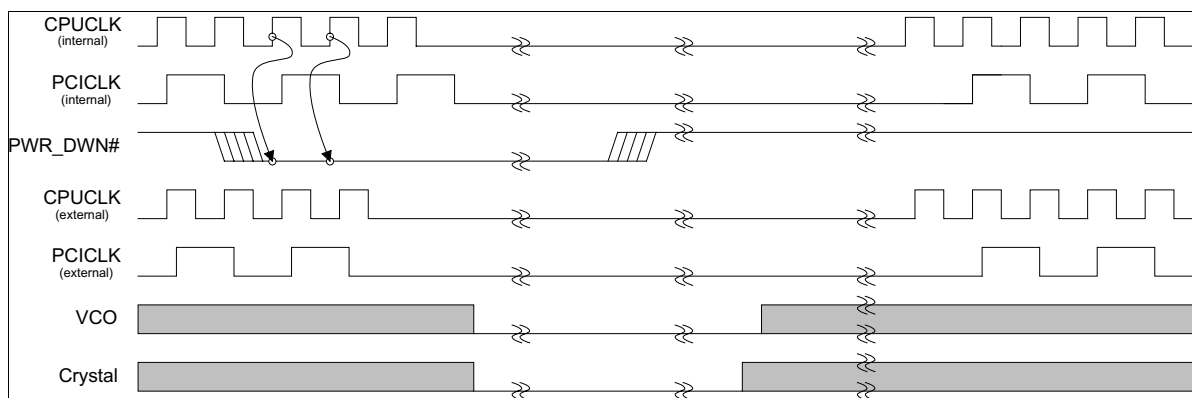 CPUCLK
(internal)
PCICLK
(internal)
PWR_DWN#
CPUCLK
(external)
PCICLK
(external)
VCO
Crystal